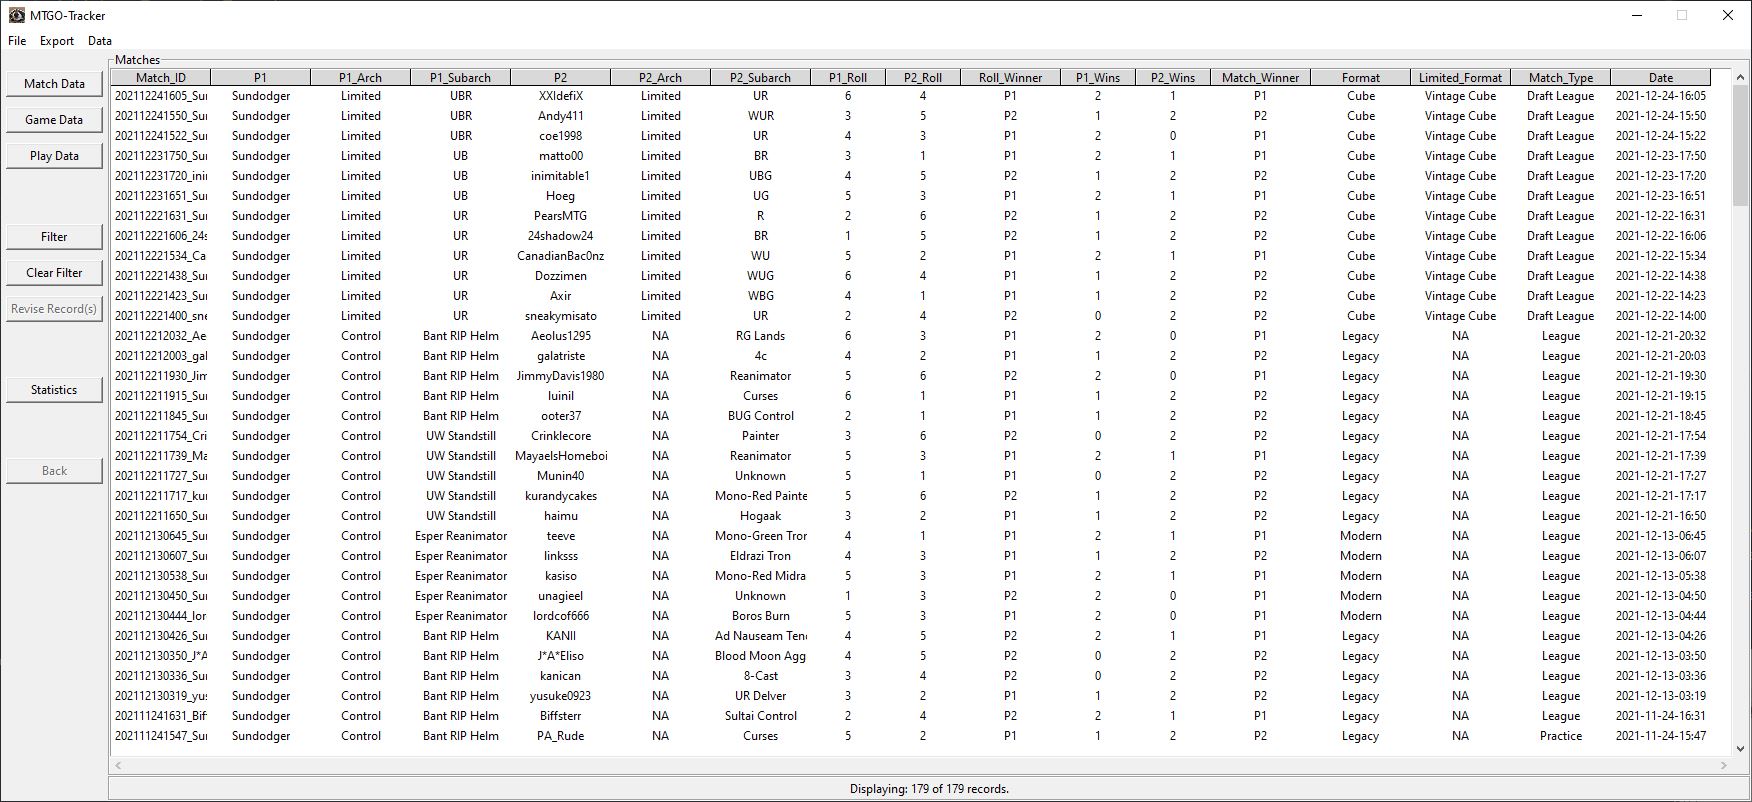 MTGO-Tracker
File Export Data
Matches
Match Data
Game Data
Play Data
Filter
Clear Filter
Revise Record(s)
Statistics
Back
Match_ID P1 P1_Arch P1_Subarch P2 P2_Arch P2_Subarch P1_Roll P2_Roll Roll_Winner P1_Wins P2_Wins Match_Winner Format Limited_Format Match_Type Date
202112241605_Sur Sundodger Limited UBR XXIdefiX Limited UR 6 4 P1 2 1 P1 Cube Vintage Cube Draft League 2021-12-24-16:05
202112241550_Sur Sundodger Limited UBR Andy411 Limited WUR 3 5 P2 1 2 P2 Cube Vintage Cube Draft League 2021-12-24-15:50
202112241522_Sur Sundodger Limited UBR coe1998 Limited UR 4 3 P1 2 0 P1 Cube Vintage Cube Draft League 2021-12-24-15:22
202112231750_Sur Sundodger Limited UB matto00 Limited BR 3 1 P1 2 1 P1 Cube Vintage Cube Draft League 2021-12-23-17:50
202112231720_inir Sundodger Limited UB inimitable1 Limited UBG 4 5 P2 1 2 P2 Cube Vintage Cube Draft League 2021-12-23-17:20
202112231651_Sur Sundodger Limited UB Hoeg Limited UG 5 3 P1 2 1 P1 Cube Vintage Cube Draft League 2021-12-23-16:51
202112221631_Sur Sundodger Limited UR PearsMTG Limited R 2 6 P2 1 2 P2 Cube Vintage Cube Draft League 2021-12-22-16:31
202112221606_24s Sundodger Limited UR 24shadow24 Limited BR 1 5 P2 1 2 P2 Cube Vintage Cube Draft League 2021-12-22-16:06
202112221534_Ca Sundodger Limited UR CanadianBac0nz Limited WU 5 2 P1 2 1 P1 Cube Vintage Cube Draft League 2021-12-22-15:34
202112221438_Sur Sundodger Limited UR Dozzimen Limited WUG 6 4 P1 1 2 P2 Cube Vintage Cube Draft League 2021-12-22-14:38
202112221423_Sur Sundodger Limited UR Axir Limited WBG 4 1 P1 1 2 P2 Cube Vintage Cube Draft League 2021-12-22-14:23
202112221400_sne Sundodger Limited UR sneakymisato Limited UR 2 4 P2 0 2 P2 Cube Vintage Cube Draft League 2021-12-22-14:00
202112212032_Ae Sundodger Control Bant RIP Helm Aeolus1295 NA RG Lands 6 3 P1 2 0 P1 Legacy NA League 2021-12-21-20:32
202112212003_gal Sundodger Control Bant RIP Helm galatriste NA 4c 4 2 P1 1 2 P2 Legacy NA League 2021-12-21-20:03
202112211930_Jim Sundodger Control Bant RIP Helm JimmyDavis1980 NA Reanimator 5 6 P2 2 0 P1 Legacy NA League 2021-12-21-19:30
202112211915_Sur Sundodger Control Bant RIP Helm luinil NA Curses 6 1 P1 1 2 P2 Legacy NA League 2021-12-21-19:15
202112211845_Sur Sundodger Control Bant RIP Helm ooter37 NA BUG Control 2 1 P1 1 2 P2 Legacy NA League 2021-12-21-18:45
202112211754_Cri Sundodger Control UW Standstill Crinklecore NA Painter 3 6 P2 0 2 P2 Legacy NA League 2021-12-21-17:54
202112211739_Ma Sundodger Control UW Standstill MayaelsHomeboi NA Reanimator 5 3 P1 2 1 P1 Legacy NA League 2021-12-21-17:39
202112211727_Sur Sundodger Control UW Standstill Munin40 NA Unknown 5 1 P1 0 2 P2 Legacy NA League 2021-12-21-17:27
202112211717_kur Sundodger Control UW Standstill kurandycakes NA Mono-Red Painte 5 6 P2 1 2 P2 Legacy NA League 2021-12-21-17:17
202112211650_Sur Sundodger Control UW Standstill haimu NA Hogaak 3 2 P1 1 2 P2 Legacy NA League 2021-12-21-16:50
202112130645_Sur Sundodger Control Esper Reanimator teeve NA Mono-Green Tror 4 1 P1 2 1 P1 Modern NA League 2021-12-13-06:45
202112130607_Sur Sundodger Control Esper Reanimator linksss NA Eldrazi Tron 4 3 P1 1 2 P2 Modern NA League 2021-12-13-06:07
202112130538_Sur Sundodger Control Esper Reanimator kasiso NA Mono-Red Midra 5 3 P1 2 1 P1 Modern NA League 2021-12-13-05:38
202112130450_Sur Sundodger Control Esper Reanimator unagieel NA Unknown 1 3 P2 2 0 P1 Modern NA League 2021-12-13-04:50
202112130444_lor Sundodger Control Esper Reanimator lordcof666 NA Boros Burn 5 3 P1 2 0 P1 Modern NA League 2021-12-13-04:44
202112130426_Sur Sundodger Control Bant RIP Helm KANII NA Ad Nauseam Ten 4 5 P2 2 1 P1 Legacy NA League 2021-12-13-04:26
202112130350_J*A Sundodger Control Bant RIP Helm J*A*Eliso NA Blood Moon Agg 4 5 P2 0 2 P2 Legacy NA League 2021-12-13-03:50
202112130336_Sur Sundodger Control Bant RIP Helm kanican NA 8-Cast 3 4 P2 0 2 P2 Legacy NA League 2021-12-13-03:36
202112130319_yus Sundodger Control Bant RIP Helm yusuke0923 NA UR Delver 3 2 P1 1 2 P2 Legacy NA League 2021-12-13-03:19
202111241631_Bif Sundodger Control Bant RIP Helm Biffsterr NA Sultai Control 2 4 P2 2 1 P1 Legacy NA League 2021-11-24-16:31
202111241547_Sur Sundodger Control Bant RIP Helm PA_Rude NA Curses 5 2 P1 1 2 P2 Legacy NA Practice 2021-11-24-15:47
Displaying: 179 of 179 records.